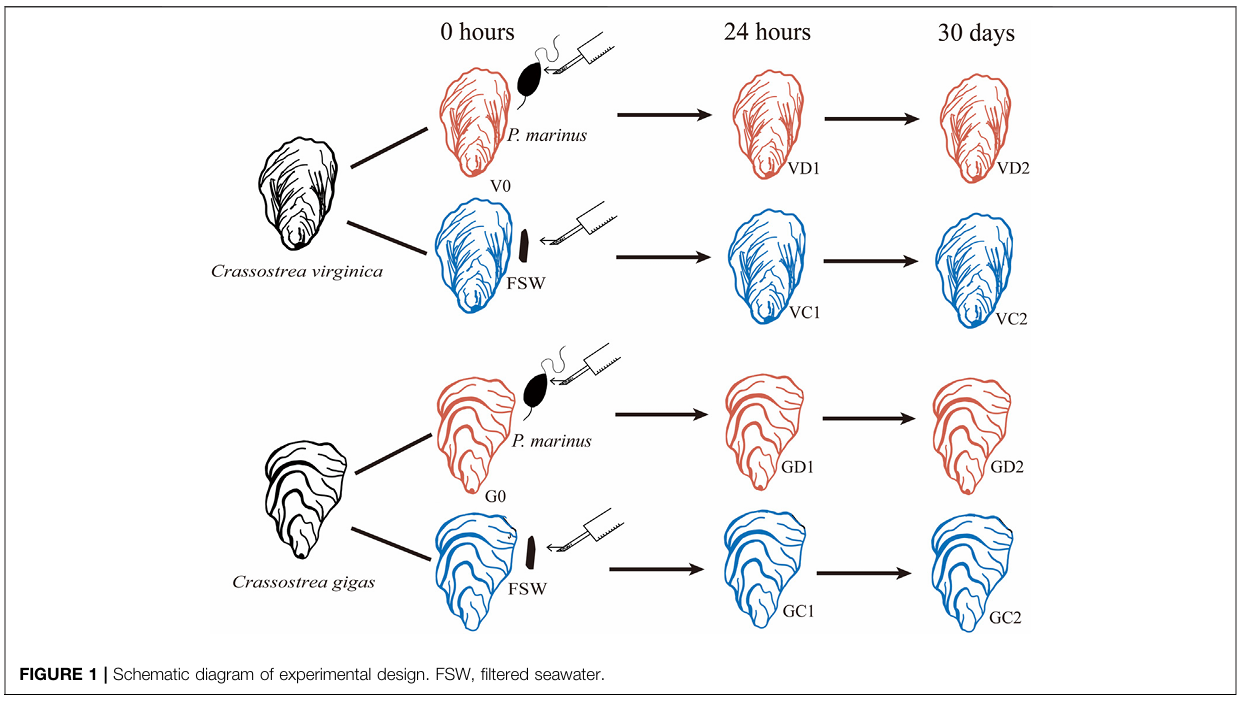 0 hours
24 hours
30 days
P. marinus
V0
VD1
VD2
Crassostrea virginica
FSW
VC1
VC2
P. marinus
G0
GD1
GD2
Crassostrea gigas
FSW
GC1
GC2
FIGURE 1 | Schematic diagram of experimental design. FSW, filtered seawater.